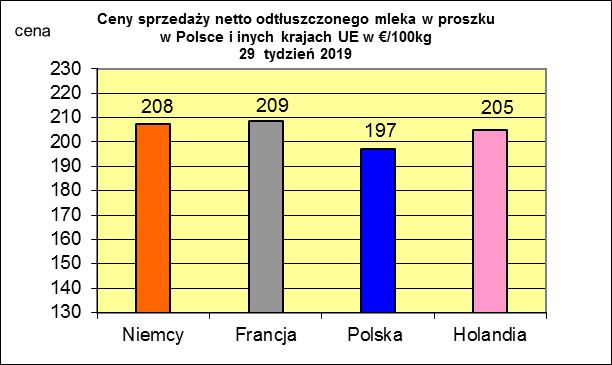 Ceny sprzedaży netto odtłuszczonego mleka w proszku
w Polsce i inych krajach UE w €/100kg
29 tydzień 2019
cena
230
220
210
200
190
180
170
160
150
140
130
208
209
197
205
Niemcy
Francja
Polska
Holandia